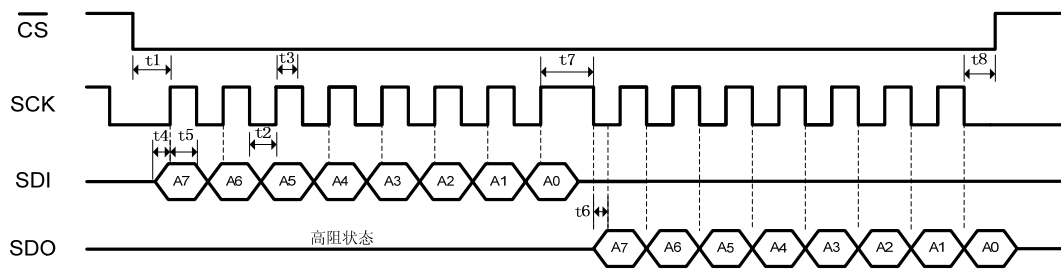 CS
t1
t3
t7
t8
SCK
t4
t5
t2
SDI
A7
A6
A5
A4
A3
A2
A1
A0
t6
高阻状态
SDO
A7
A6
A5
A4
A3
A2
A1
A0